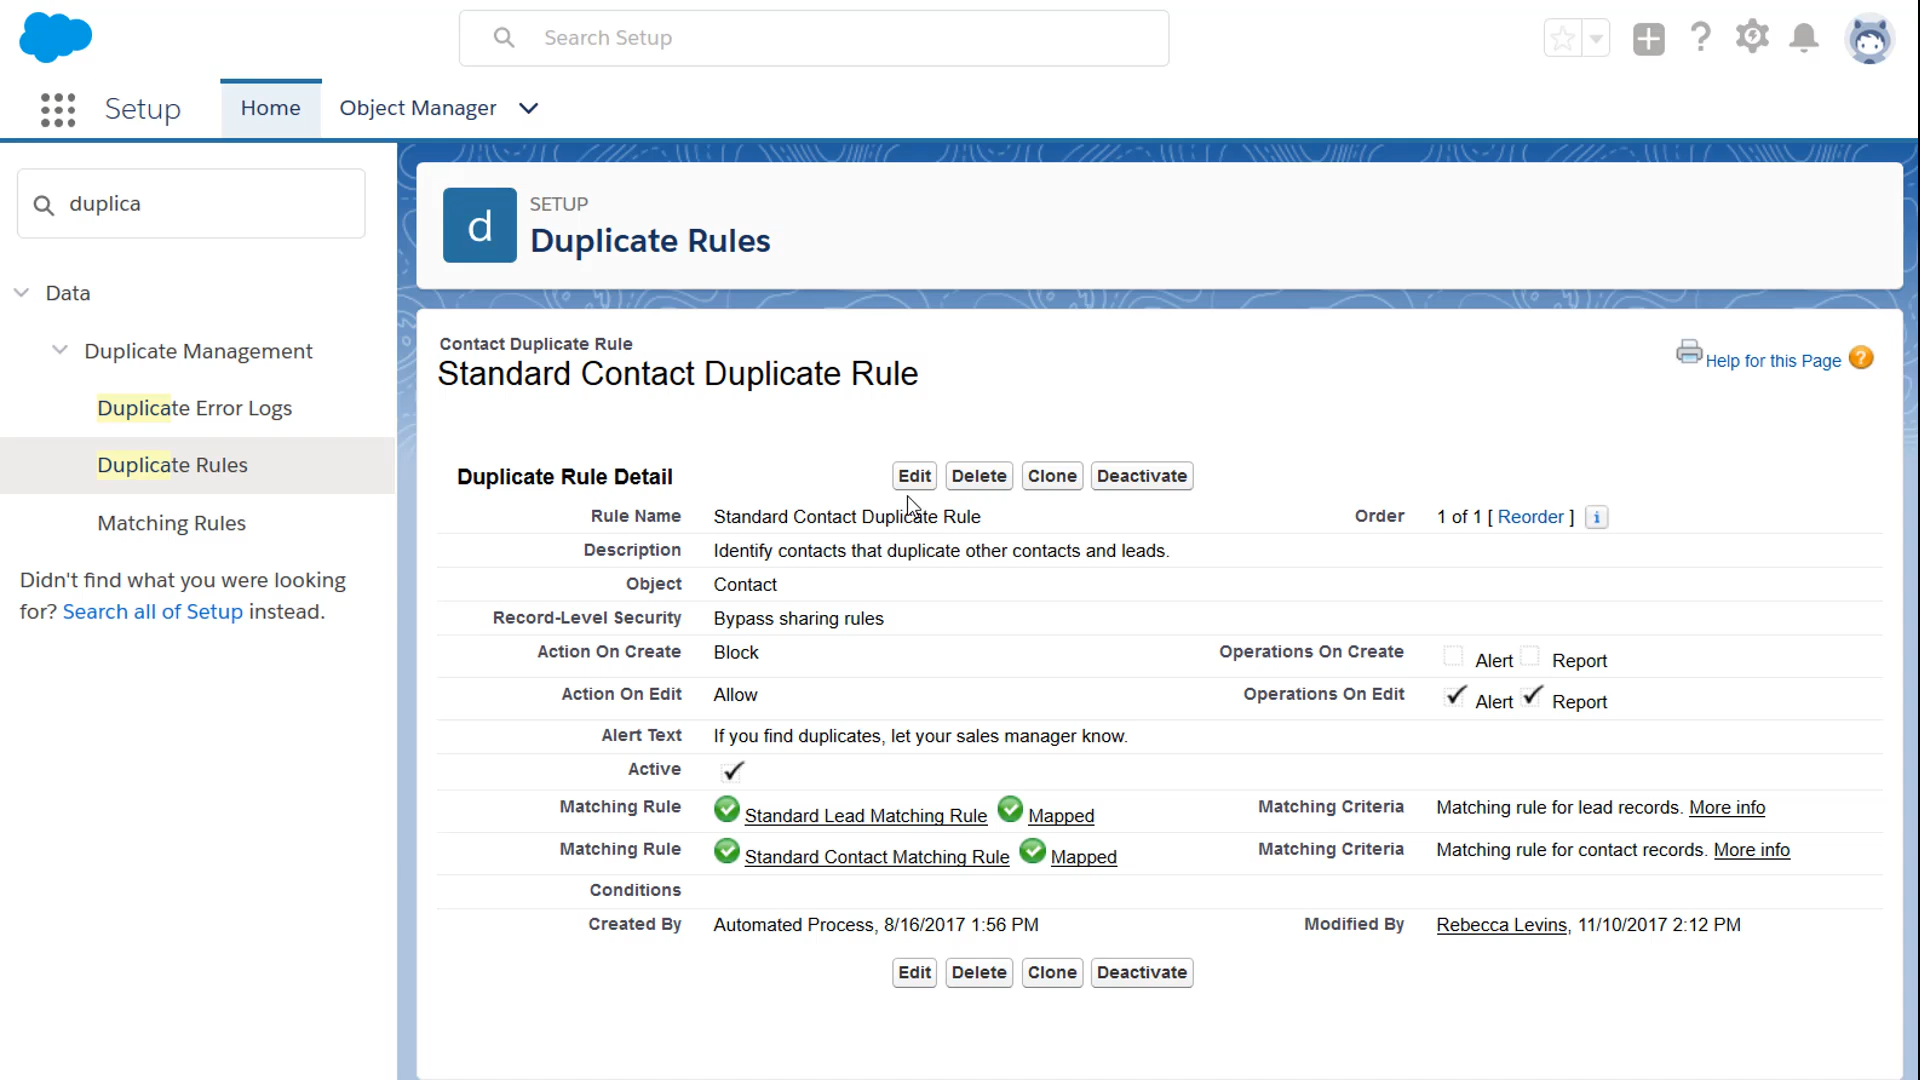 Search Setup
Setup
Home
Object Manager
duplica
Data
Duplicate Management
Duplicate Error Logs
Duplicate Rules
Matching Rules
Didn't find what you were looking
for? Search all of Setup instead.
d
SETUP
Duplicate Rules
Contact Duplicate Rule
Standard Contact Duplicate Rule
Help for this Page ?
Duplicate Rule Detail
Edit Delete Clone Deactivate
Rule Name Standard Contact Duplicate Rule Order 1 of 1 [ Reorder ] i
Description Identify contacts that duplicate other contacts and leads.
Object Contact
Record-Level Security Bypass sharing rules
Action On Create Block Operations On Create Alert Report
Action On Edit Allow Operations On Edit Alert Report
Alert Text If you find duplicates, let your sales manager know.
Active
Matching Rule Standard Lead Matching Rule Mapped Matching Criteria Matching rule for lead records. More info
Matching Rule Standard Contact Matching Rule Mapped Matching Criteria Matching rule for contact records. More info
Conditions
Created By Automated Process, 8/16/2017 1:56 PM Modified By Rebecca Levins, 11/10/2017 2:12 PM
Edit Delete Clone Deactivate